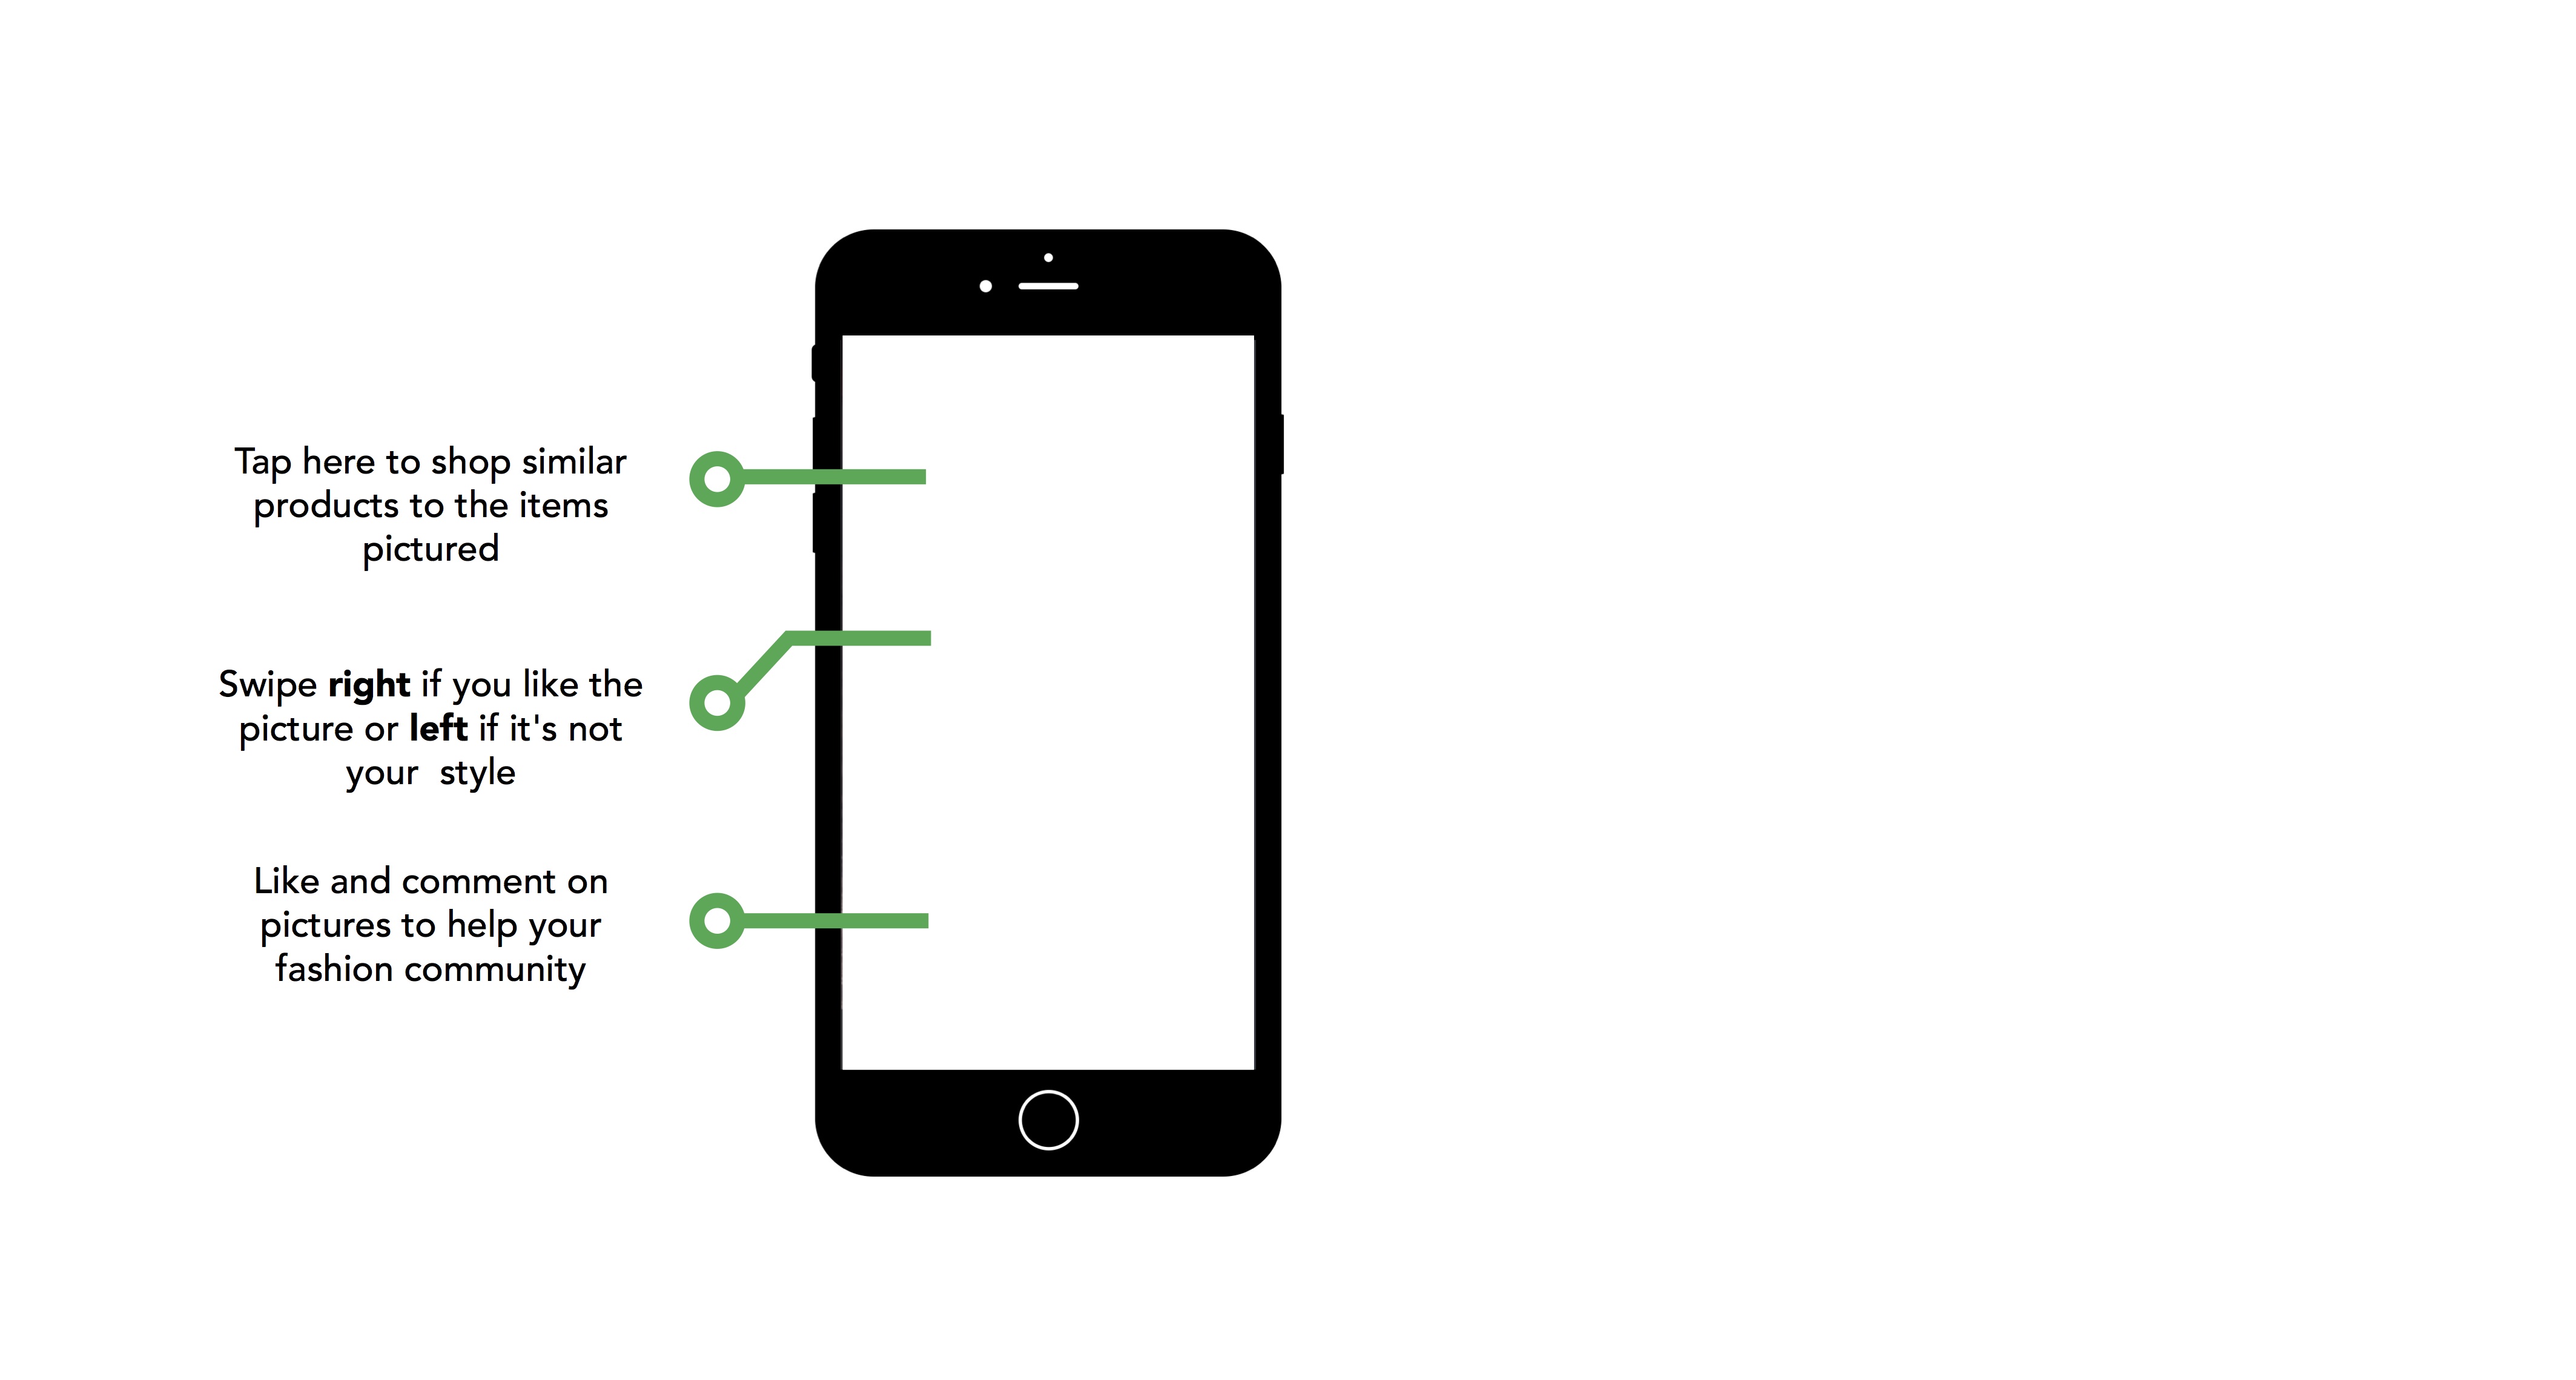 Tap here to shop similar
products to the items
pictured
Swipe right if you like the
picture or left if it's not
your  style
Like and comment on
pictures to help your
fashion community